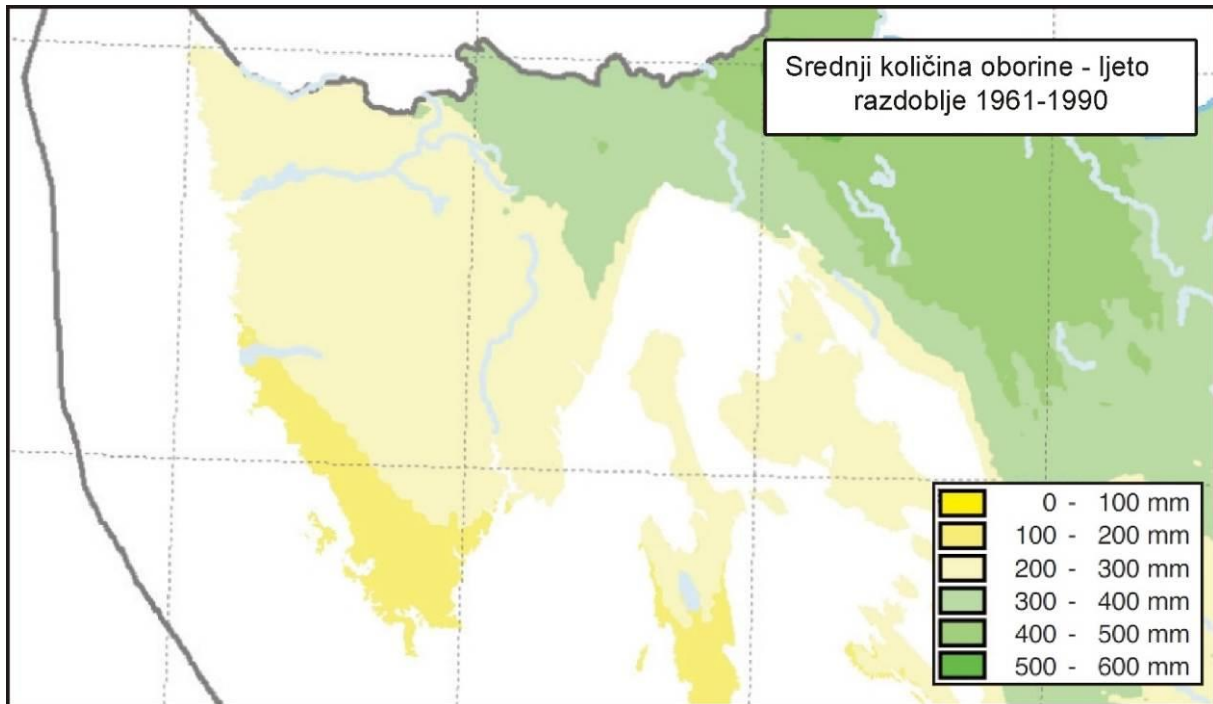 Srednji količina oborine - ljeto
razdoblje 1961-1990
0 - 100 mm
100 - 200 mm
200 - 300 mm
300 - 400 mm
400 - 500 mm
500 - 600 mm